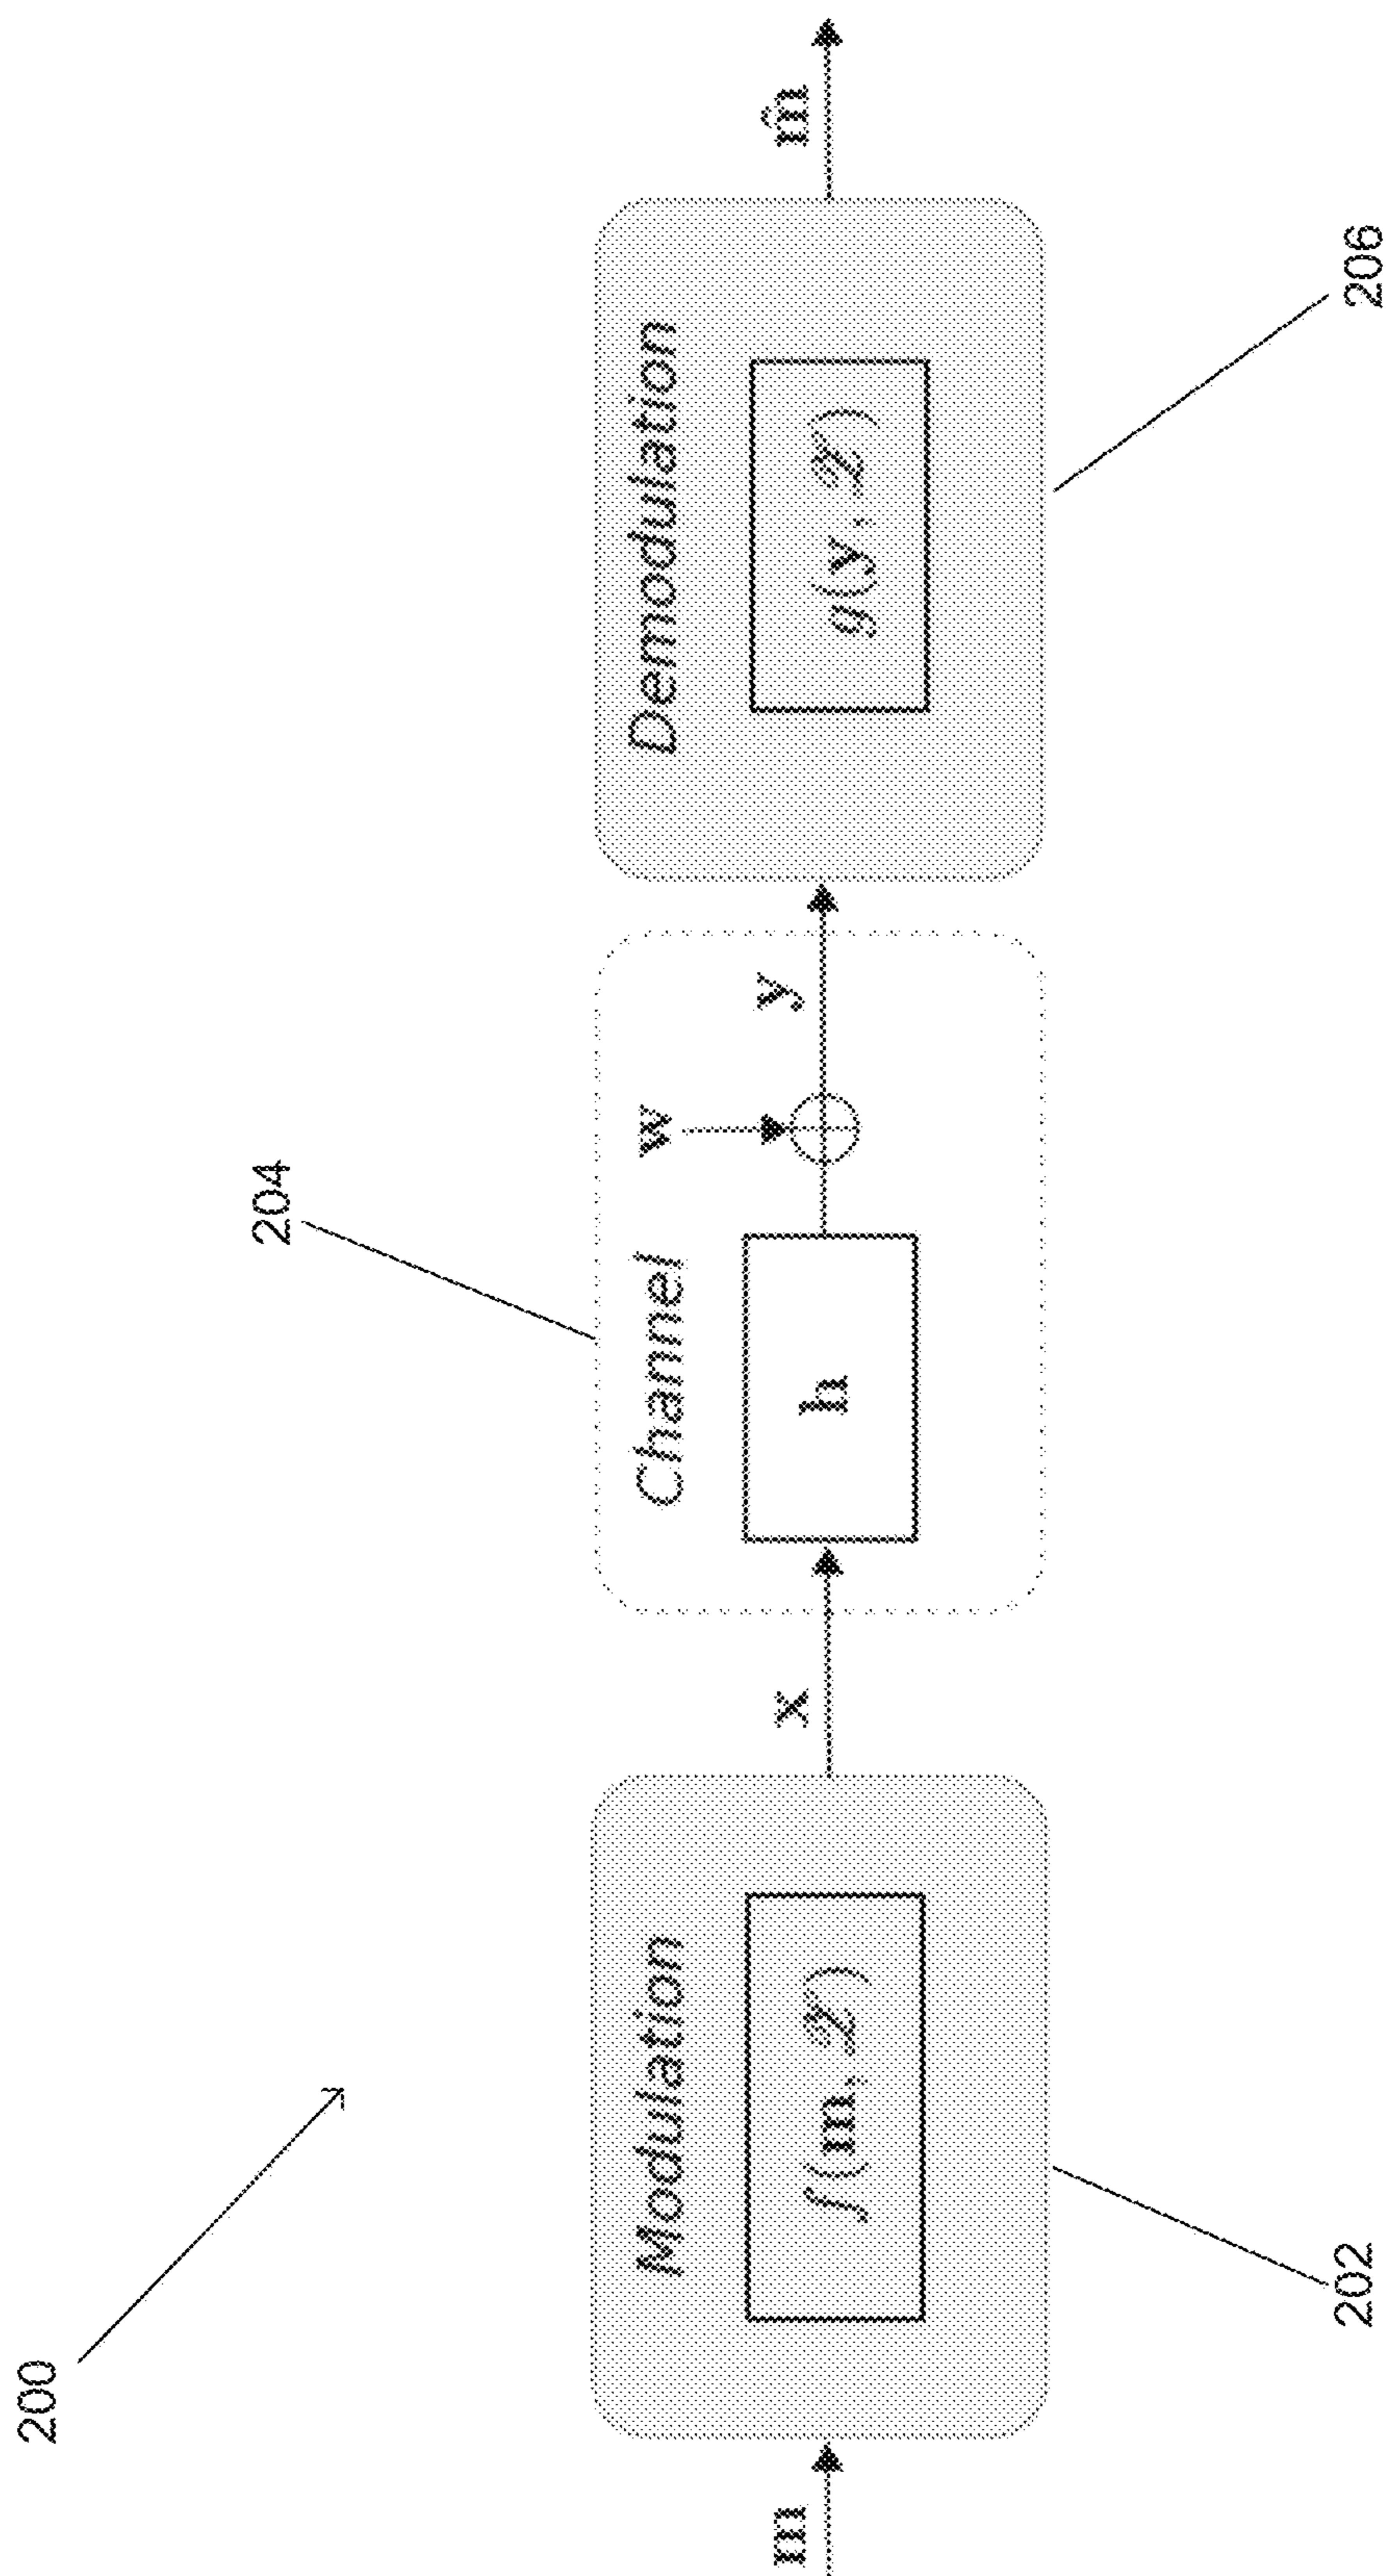 200
204
m
Modulation
f(m, 𝒳)
x
Channel
h
w
y
Demodulation
g(y, 𝒳)
m̂
202
206